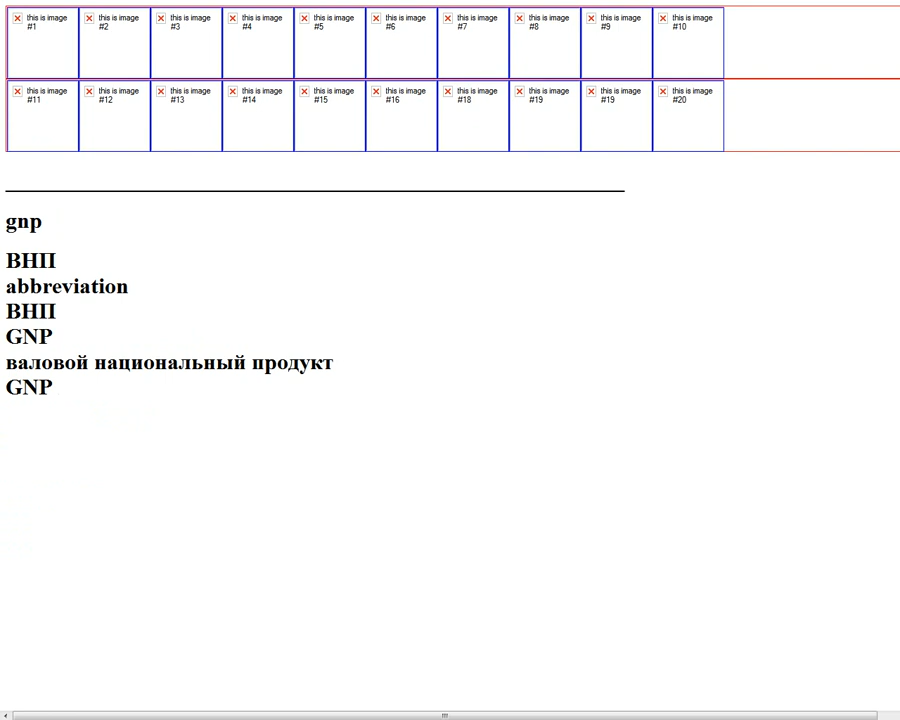 this is image #1 this is image #2 this is image #3 this is image #4 this is image #5 this is image #6 this is image #7 this is image #8 this is image #9 this is image #10
this is image #11 this is image #12 this is image #13 this is image #14 this is image #15 this is image #16 this is image #18 this is image #19 this is image #19 this is image #20
gnp
ВНП
abbreviation
ВНП
GNP
валовой национальный продукт
GNP